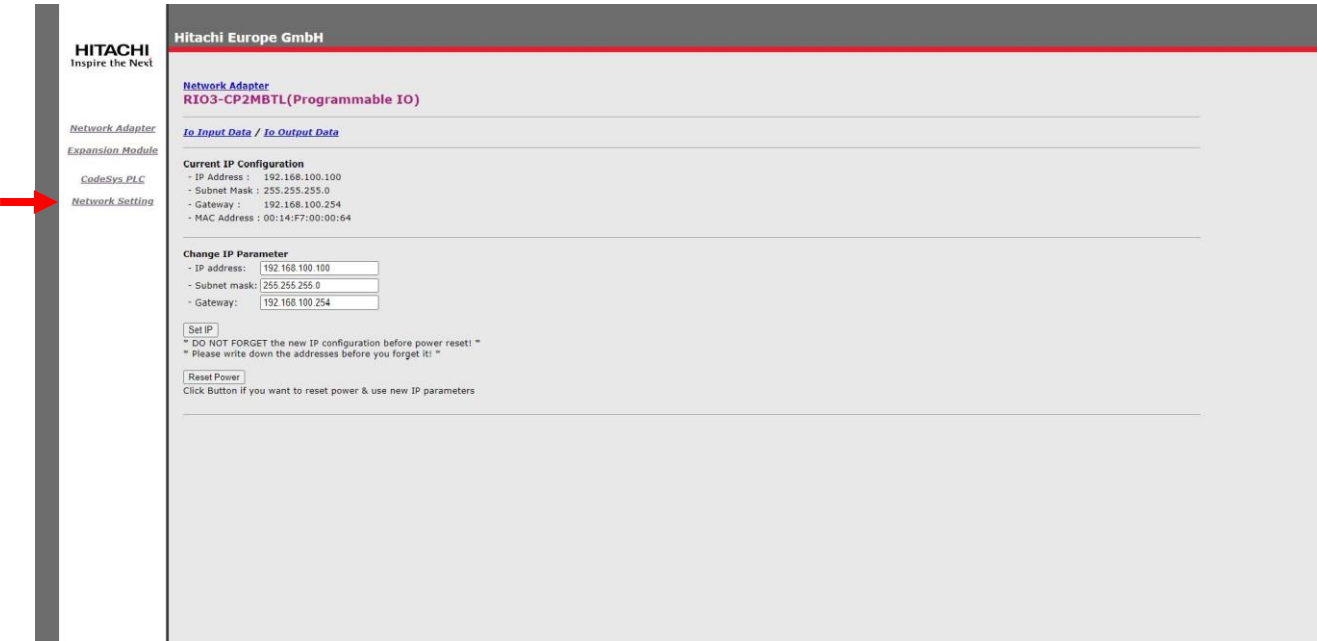 HITACHI
Inspire the Next
Hitachi Europe GmbH
Network Adapter
Expansion Module
CodeSys PLC
Network Setting
Network Adapter
RIO3-CP2MBTL(Programmable IO)
Io Input Data / Io Output Data
Current IP Configuration
- IP Address : 192.168.100.100
- Subnet Mask : 255.255.255.0
- Gateway : 192.168.100.254
- MAC Address : 00:14:F7:00:00:64
Change IP Parameter
- IP address: 192.168.100.100
- Subnet mask: 255.255.255.0
- Gateway: 192.168.100.254
Set IP
" DO NOT FORGET the new IP configuration before power reset! "
" Please write down the addresses before you forget it! "
Reset Power
Click Button if you want to reset power & use new IP parameters